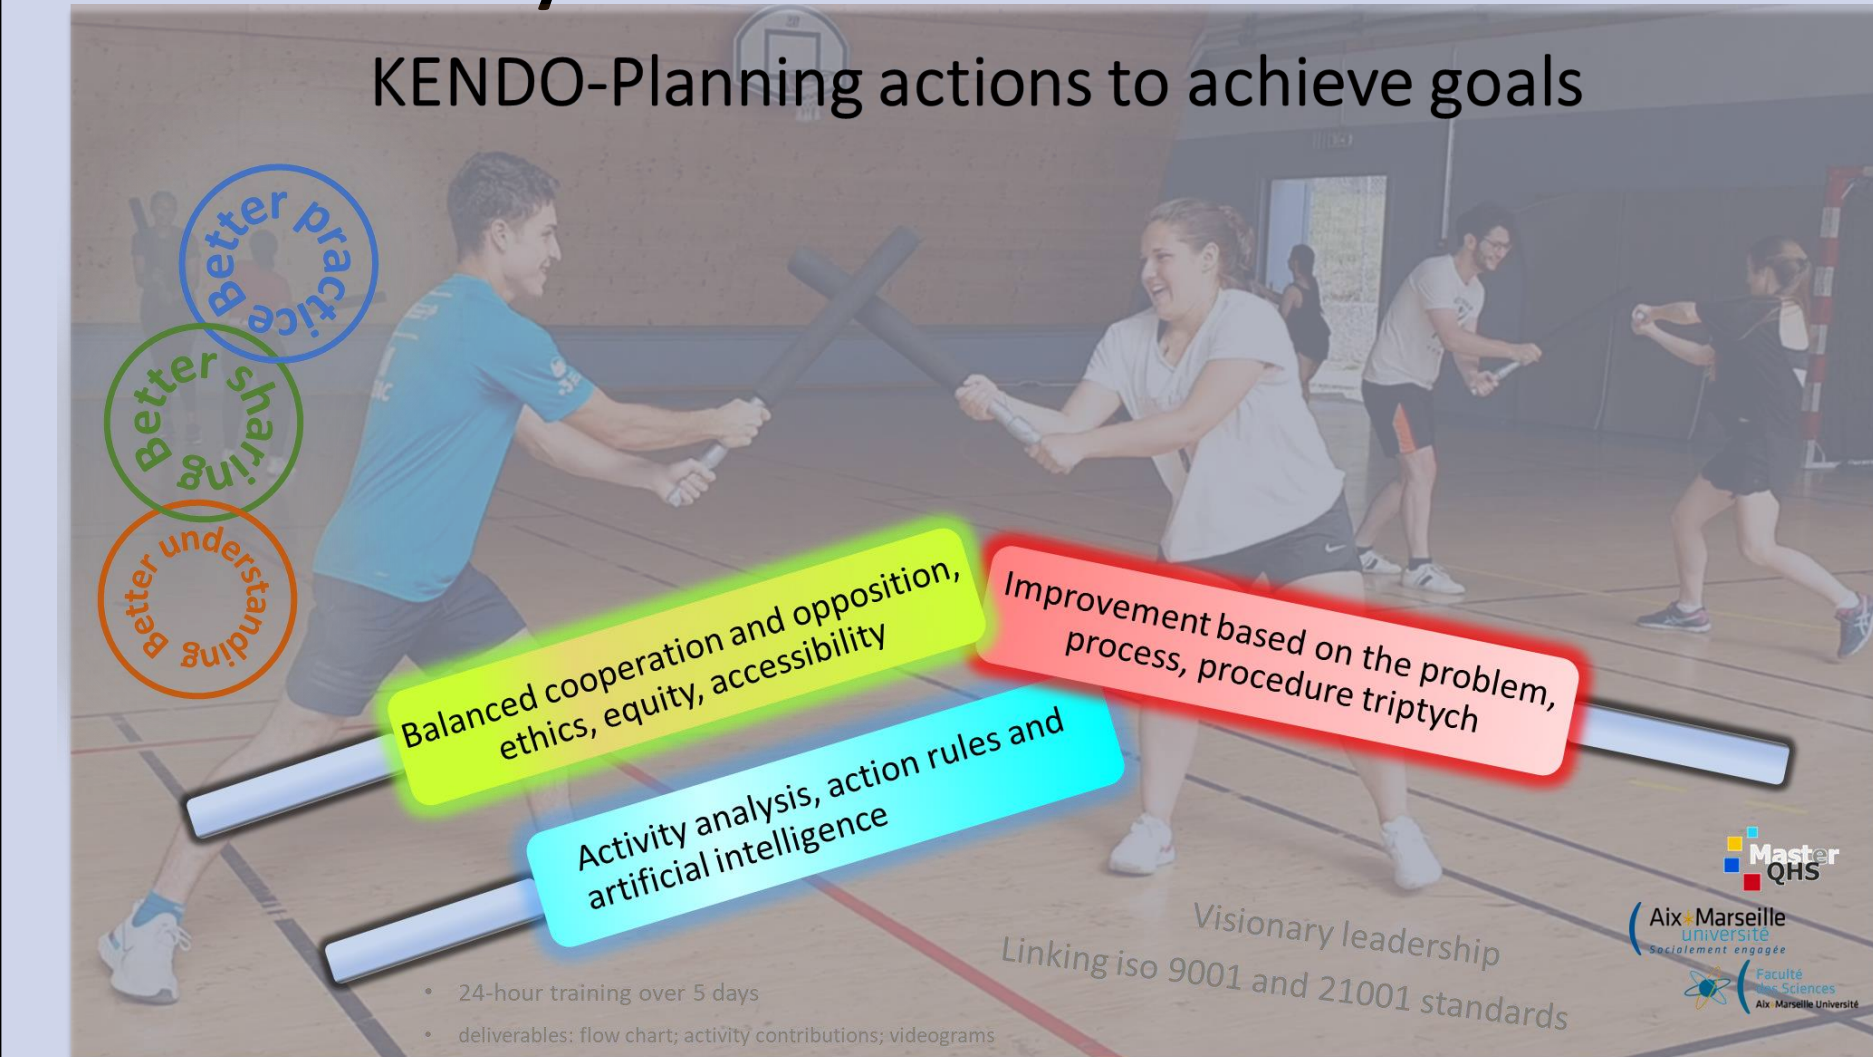 KENDO-Planning actions to achieve goals
Better practice
Better sharing
Better understanding
Balanced cooperation and opposition,
ethics, equity, accessibility
Improvement based on the problem,
process, procedure triptych
Activity analysis, action rules and
artificial intelligence
Visionary leadership
Linking iso 9001 and 21001 standards
• 24-hour training over 5 days
• deliverables: flow chart; activity contributions; videograms
Master
QHS
Aix*Marseille
université
Socialement engagée
Faculté
des Sciences
Aix*Marseille Université